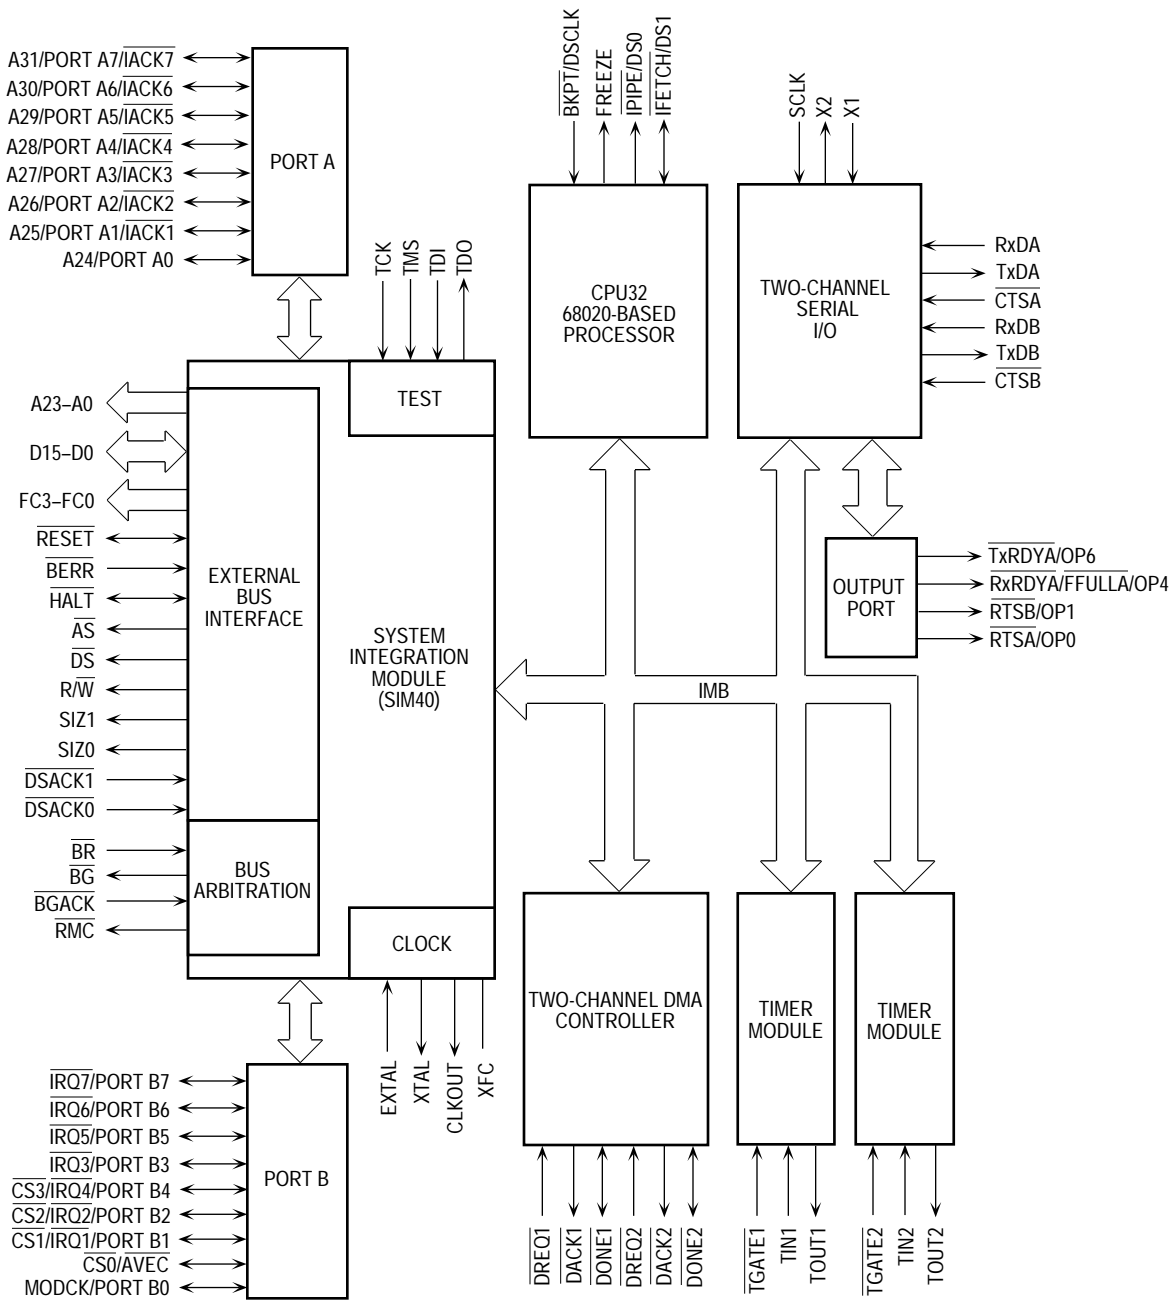 A31/PORT A7/IACK7
A30/PORT A6/IACK6
A29/PORT A5/IACK5
A28/PORT A4/IACK4
A27/PORT A3/IACK3
A26/PORT A2/IACK2
A25/PORT A1/IACK1
A24/PORT A0
PORT A
TCK
TMS
TDI
TDO
BKPT/DSCLK
FREEZE
IPIPE/DS0
IFETCH/DS1
SCLK
X2
X1
CPU32
68020-BASED
PROCESSOR
TWO-CHANNEL
SERIAL
I/O
RxDA
TxDA
CTSA
RxDB
TxDB
CTSB
TEST
A23–A0
D15–D0
FC3–FC0
RESET
BERR
HALT
AS
DS
R/W
SIZ1
SIZ0
DSACK1
DSACK0
BR
BG
BGACK
RMC
EXTERNAL
BUS
INTERFACE
SYSTEM
INTEGRATION
MODULE
(SIM40)
BUS
ARBITRATION
CLOCK
IMB
OUTPUT
PORT
TxRDYA/OP6
RxRDYA/FFULLA/OP4
RTSB/OP1
RTSA/OP0
TWO-CHANNEL DMA
CONTROLLER
TIMER
MODULE
TIMER
MODULE
EXTAL
XTAL
CLKOUT
XFC
IRQ7/PORT B7
IRQ6/PORT B6
IRQ5/PORT B5
IRQ3/PORT B3
CS3/IRQ4/PORT B4
CS2/IRQ2/PORT B2
CS1/IRQ1/PORT B1
CS0/AVEC
MODCK/PORT B0
PORT B
DREQ1
DACK1
DONE1
DREQ2
DACK2
DONE2
TGATE1
TIN1
TOUT1
TGATE2
TIN2
TOUT2